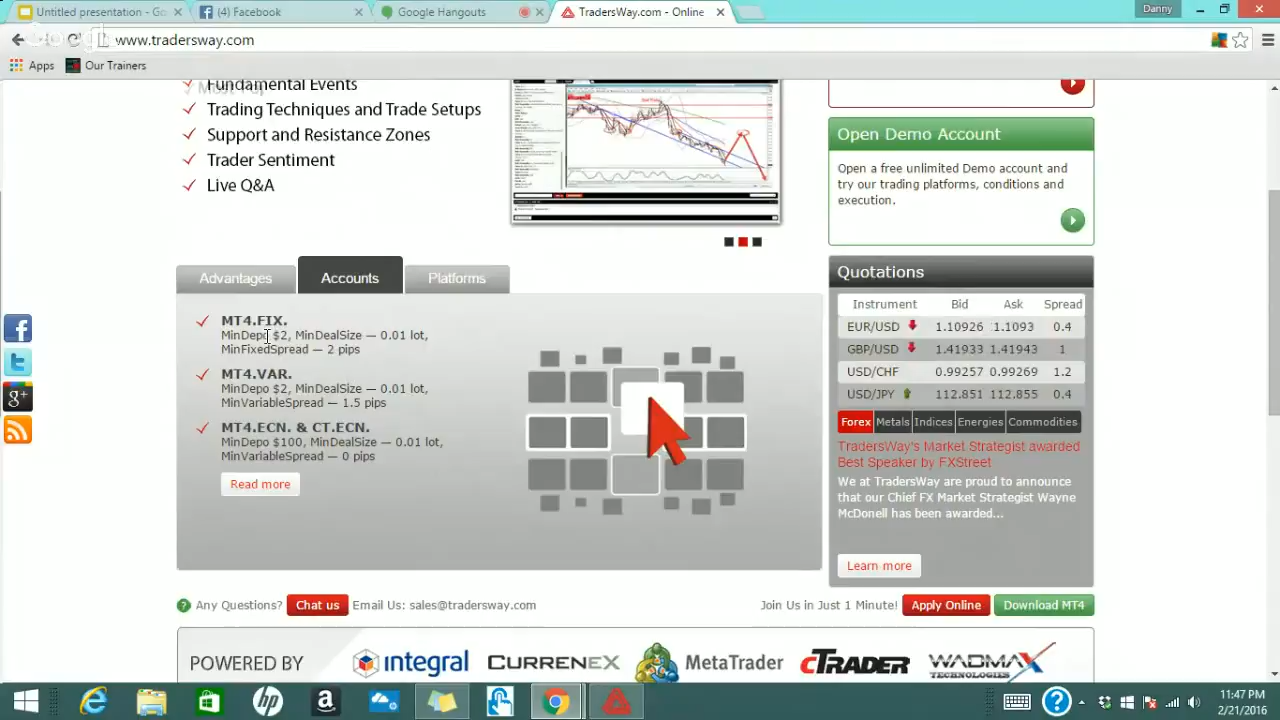 Untitled presentation - Go
(4) Facebook
Google Hangouts
TradersWay.com - Online
Danny
www.tradersway.com
Apps
Our Trainers
Fundamental Events
Trading Techniques and Trade setups
Support and Resistance Zones
Trader Sentiment
Live Q&A
Open Demo Account
Open a free unlimited Demo account and
try our trading platforms, conditions and
execution.
Advantages
Accounts
Platforms
MT4.FIX.
MinDepo $2, MinDealSize — 0.01 lot,
MinFixedSpread — 2 pips
MT4.VAR.
MinDepo $2, MinDealSize — 0.01 lot,
MinVariableSpread — 1.5 pips
MT4.ECN. & CT.ECN.
MinDepo $100, MinDealSize — 0.01 lot,
MinVariableSpread — 0 pips
Read more
Quotations
Instrument Bid Ask Spread
EUR/USD 1.10926 1.1093 0.4
GBP/USD 1.41933 1.41943 1
USD/CHF 0.99257 0.99269 1.2
USD/JPY 112.851 112.855 0.4
Forex Metals Indices Energies Commodities
TradersWay's Market Strategist awarded
Best Speaker by FXStreet
We at TradersWay are proud to announce
that our Chief FX Market Strategist Wayne
McDonell has been awarded...
Learn more
Any Questions? Chat us Email Us: sales@tradersway.com
Join Us in Just 1 Minute! Apply Online Download MT4
POWERED BY integral CURRENEX MetaTrader cTRADER WADMAX
TECHNOLOGIES
11:47 PM
2/21/2016